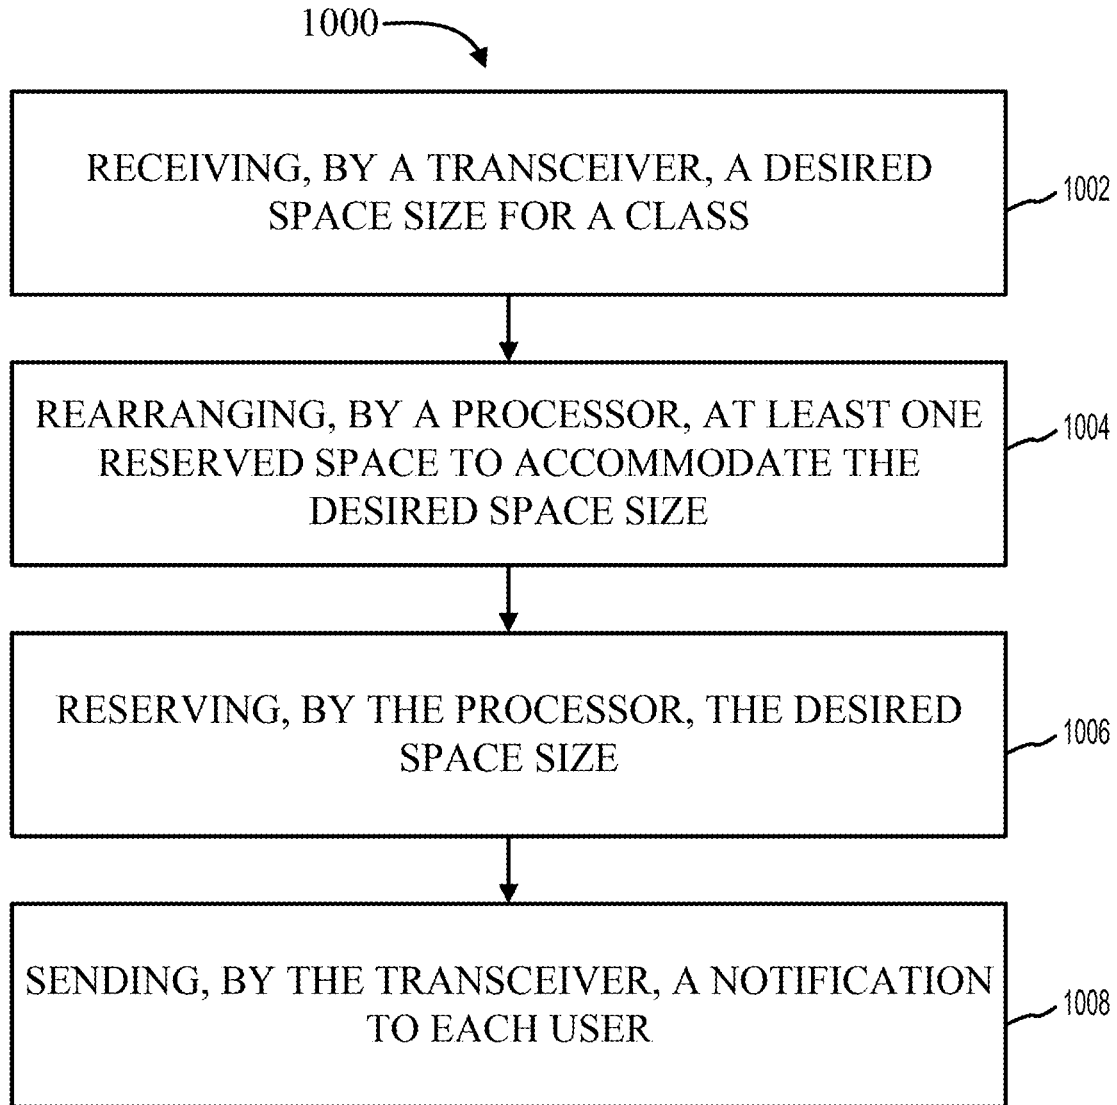 1000
RECEIVING, BY A TRANSCEIVER, A DESIRED
SPACE SIZE FOR A CLASS
1002
REARRANGING, BY A PROCESSOR, AT LEAST ONE
RESERVED SPACE TO ACCOMMODATE THE
DESIRED SPACE SIZE
1004
RESERVING, BY THE PROCESSOR, THE DESIRED
SPACE SIZE
1006
SENDING, BY THE TRANSCEIVER, A NOTIFICATION
TO EACH USER
1008